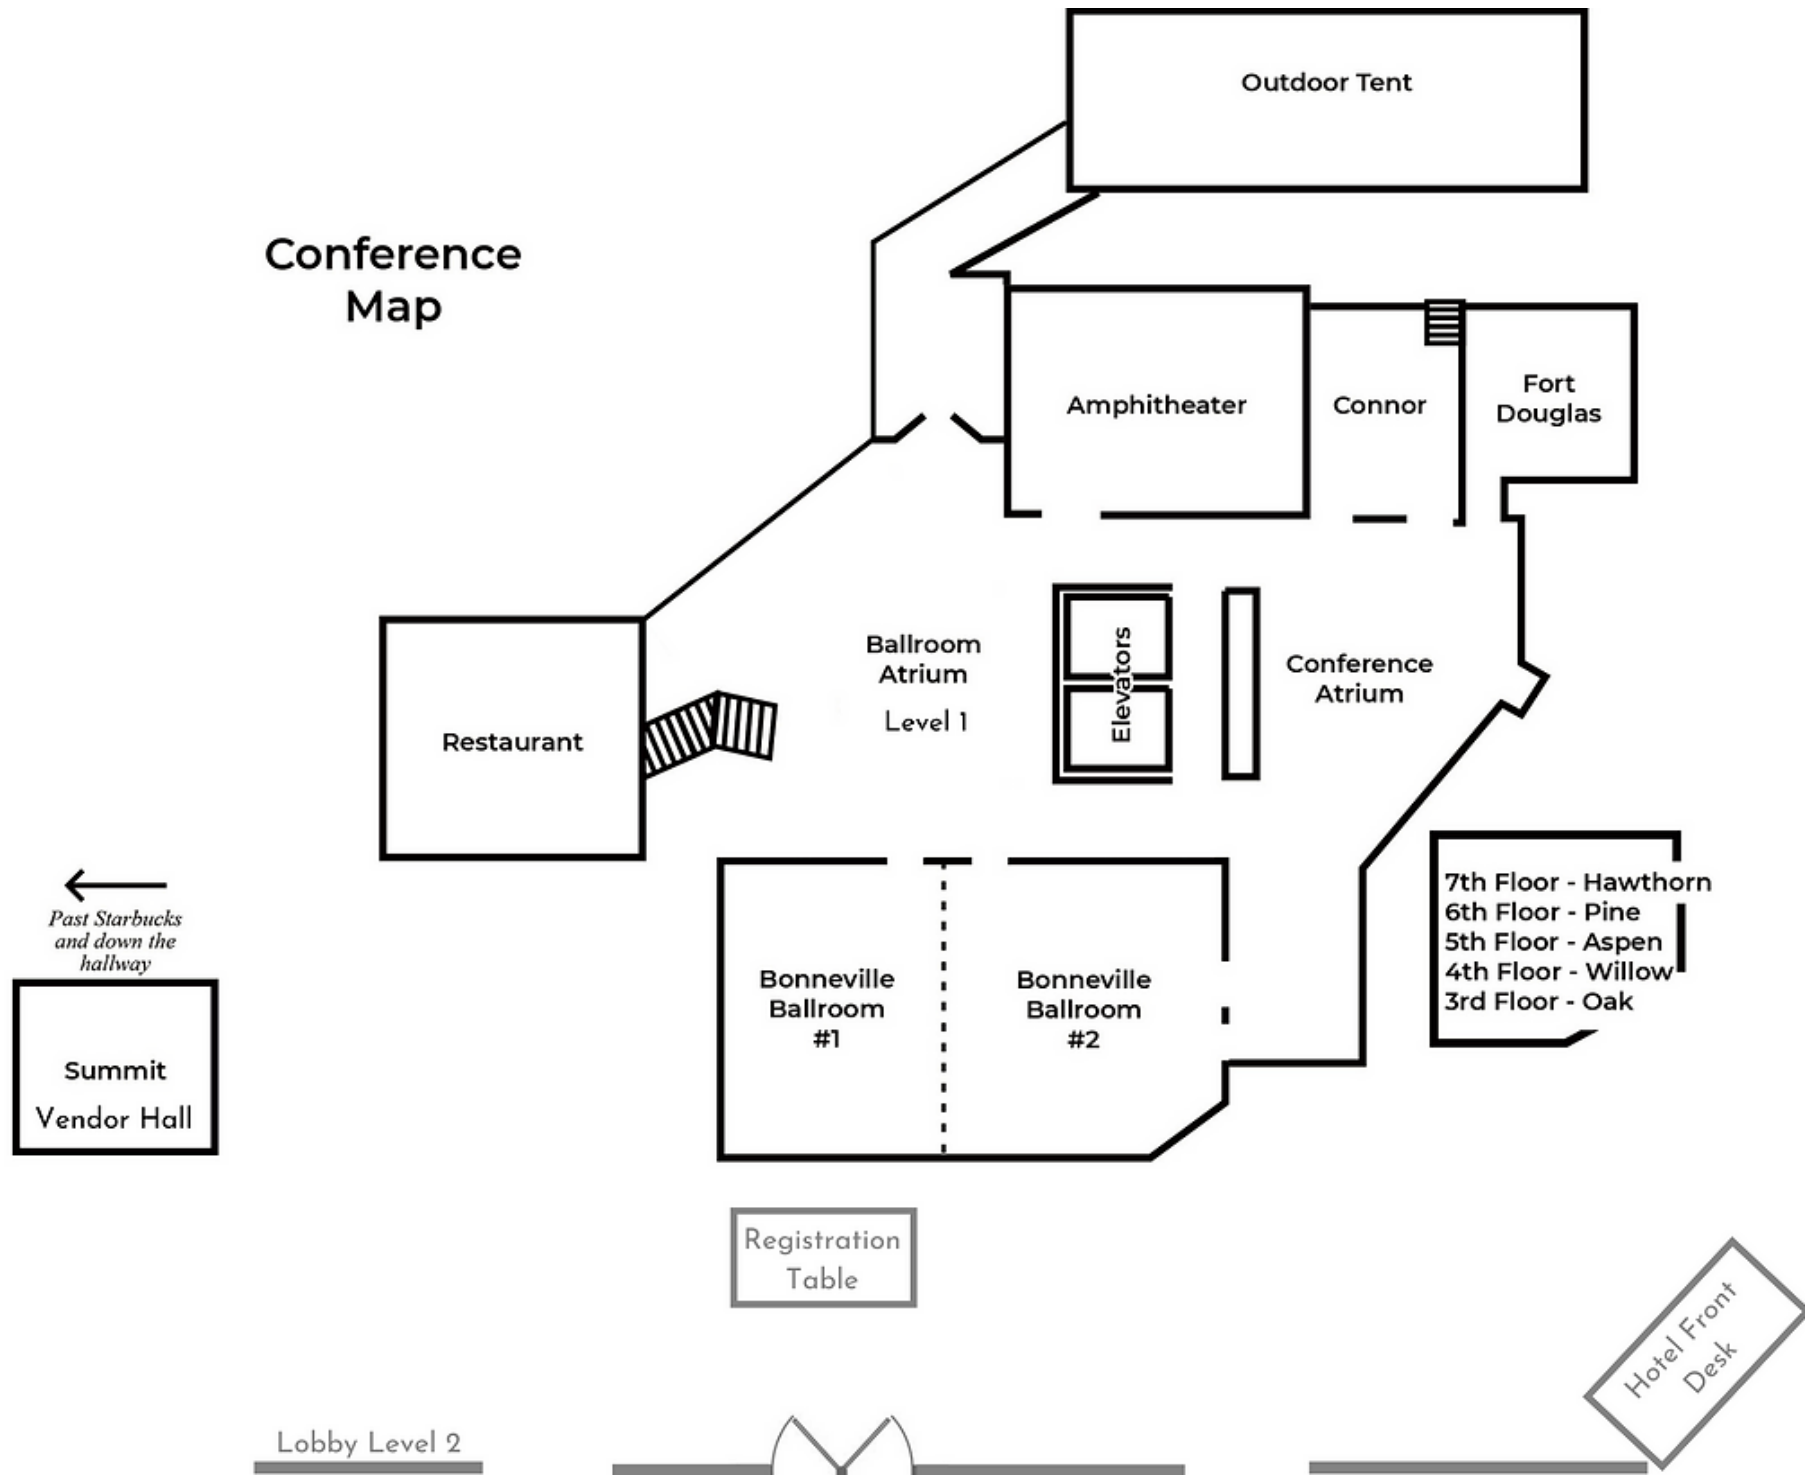 Outdoor Tent
Conference
Map
Amphitheater
Connor
Fort
Douglas
Ballroom
Atrium
Level 1
Elevators
Conference
Atrium
Restaurant
Past Starbucks
and down the
hallway
Summit
Vendor Hall
Bonneville
Ballroom
#1
Bonneville
Ballroom
#2
7th Floor - Hawthorn
6th Floor - Pine
5th Floor - Aspen
4th Floor - Willow
3rd Floor - Oak
Registration
Table
Hotel Front
Desk
Lobby Level 2